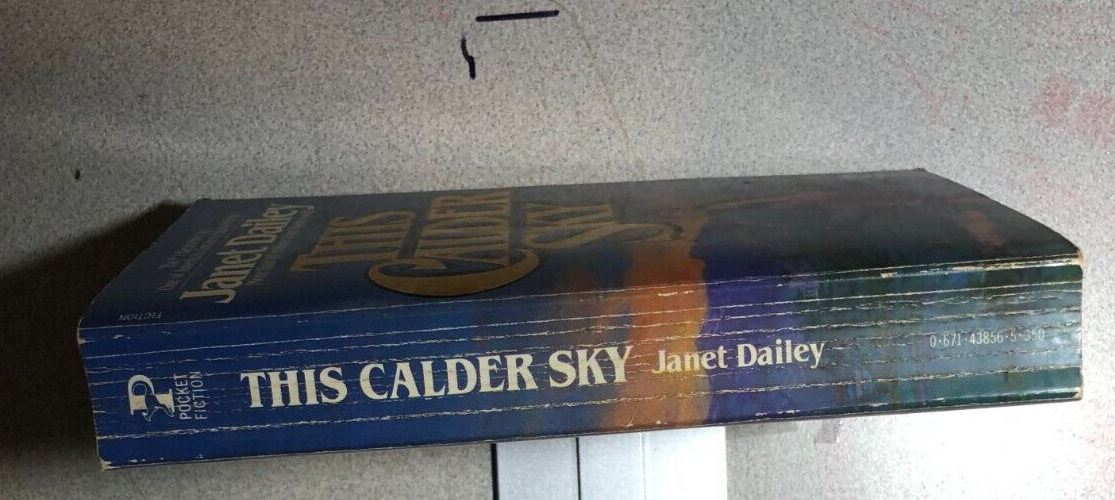 Janet Dailey
THIS
CALDER
SKY
FICTION
P
POCKET
FICTION
THIS CALDER SKY Janet Dailey
0·671·43856·5·350